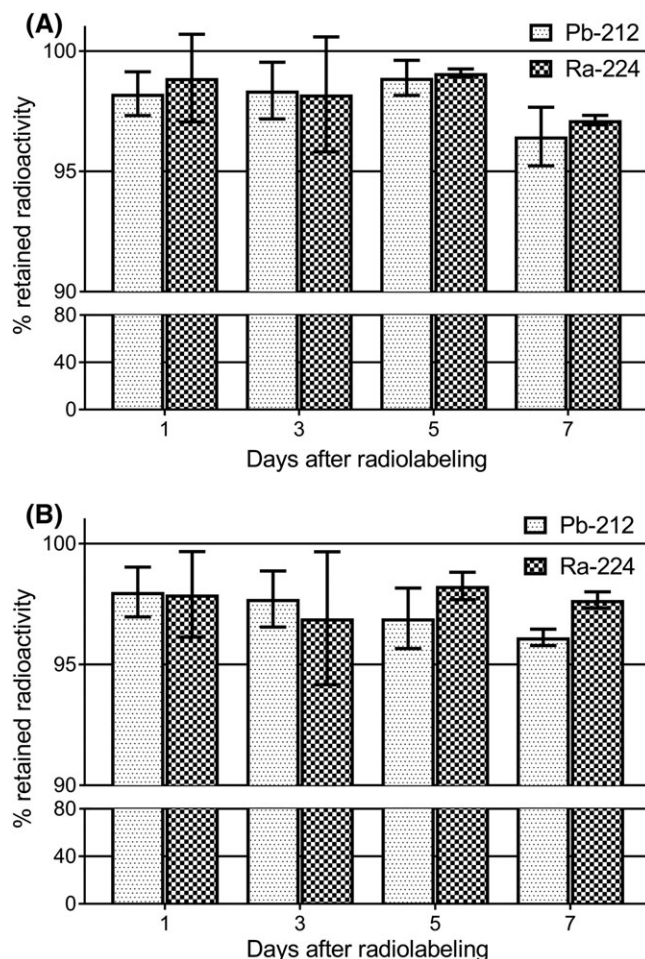 (A)
Pb-212
Ra-224
% retained radioactivity
100
95
90
80
40
0
1 3 5 7
Days after radiolabeling
(B)
Pb-212
Ra-224
% retained radioactivity
100
95
90
80
40
0
1 3 5 7
Days after radiolabeling